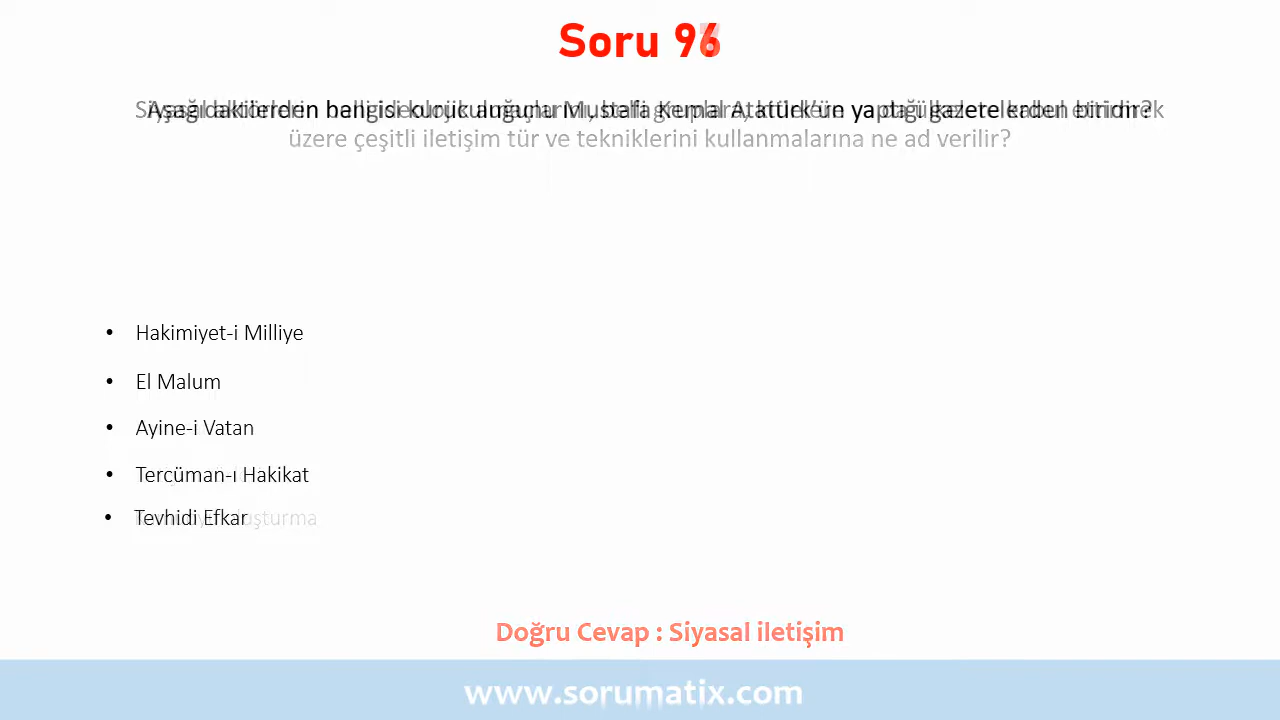 Soru 96
Aşağıdakilerden hangisi kuruculuğunu Mustafa Kemal Atatürk'ün yaptığı gazetelerden biridir?
üzere çeşitli iletişim tür ve tekniklerini kullanmalarına ne ad verilir?
• Hakimiyet-i Milliye
• El Malum
• Ayine-i Vatan
• Tercüman-ı Hakikat
• Tevhidi Efkar
Doğru Cevap : Siyasal iletişim
www.sorumatix.com